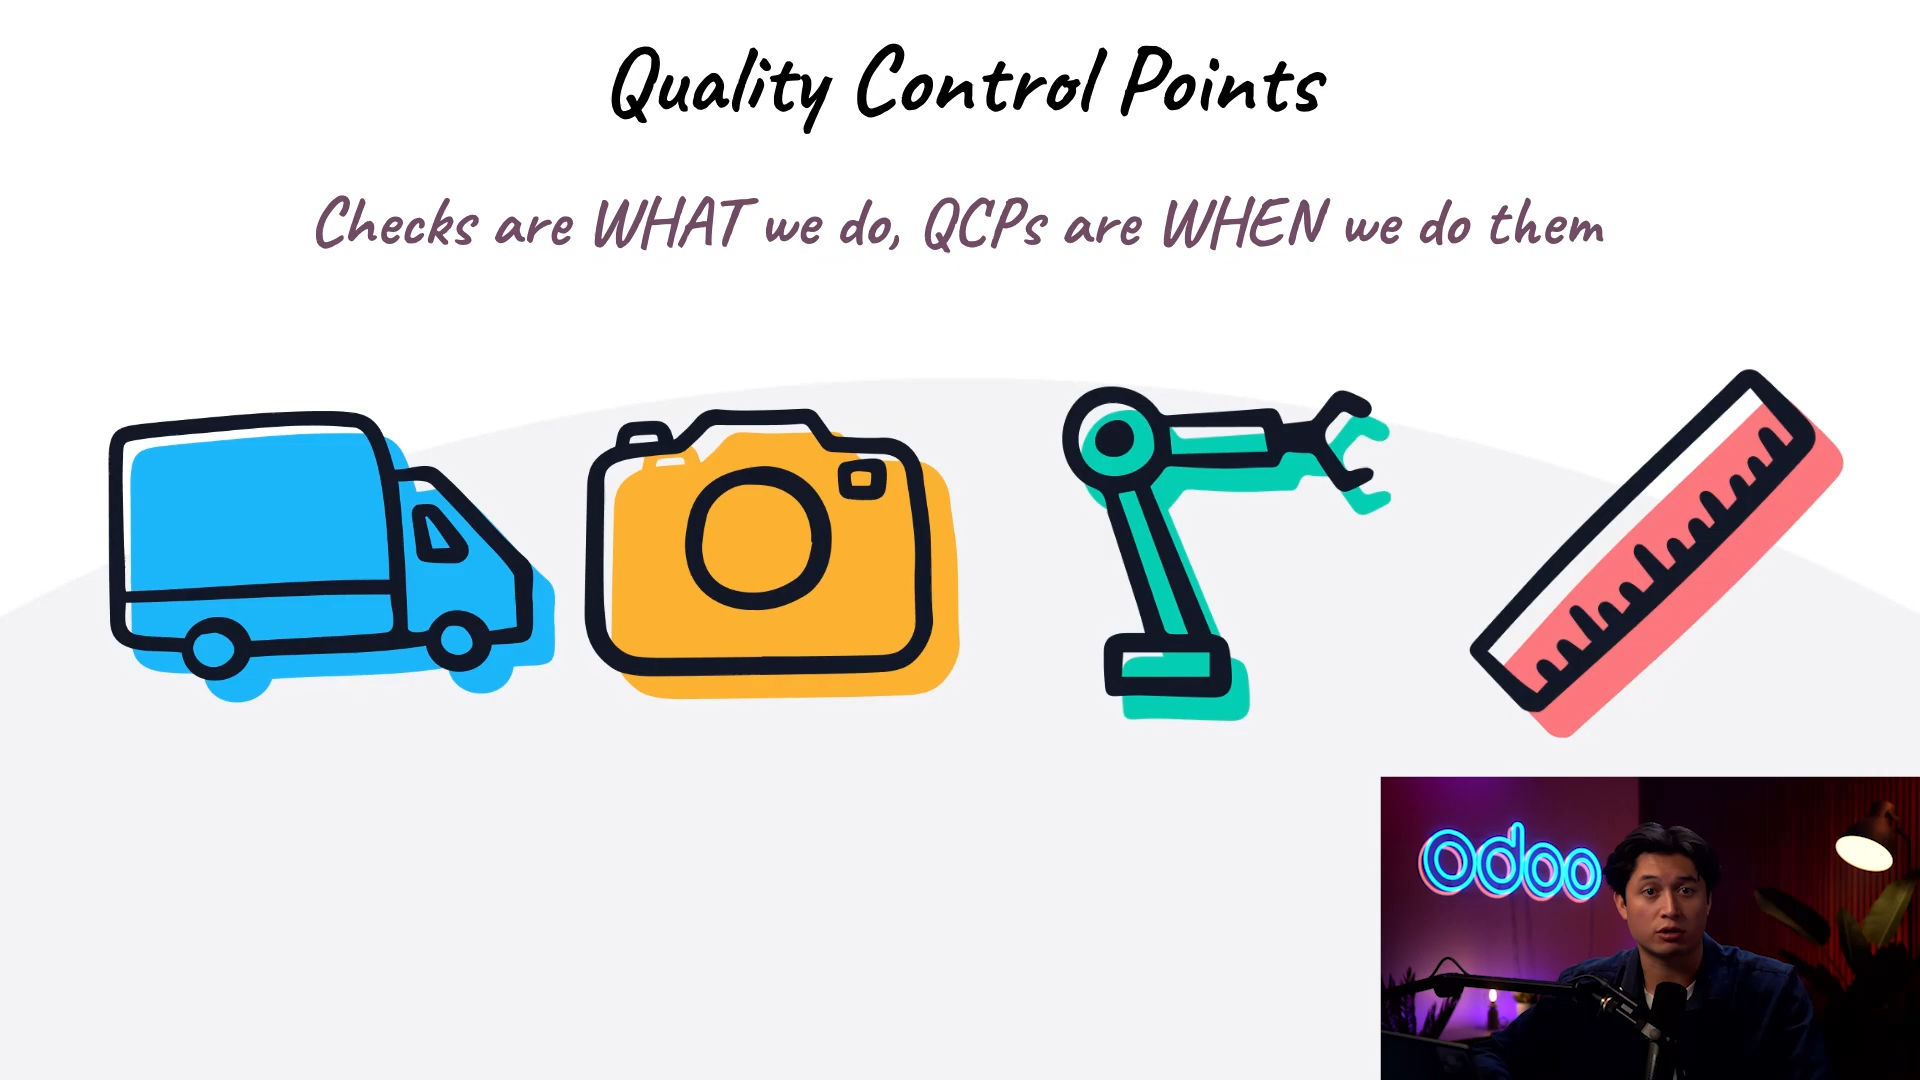 Quality Control Points
Checks are WHAT we do, QCPs are WHEN we do them
odoo